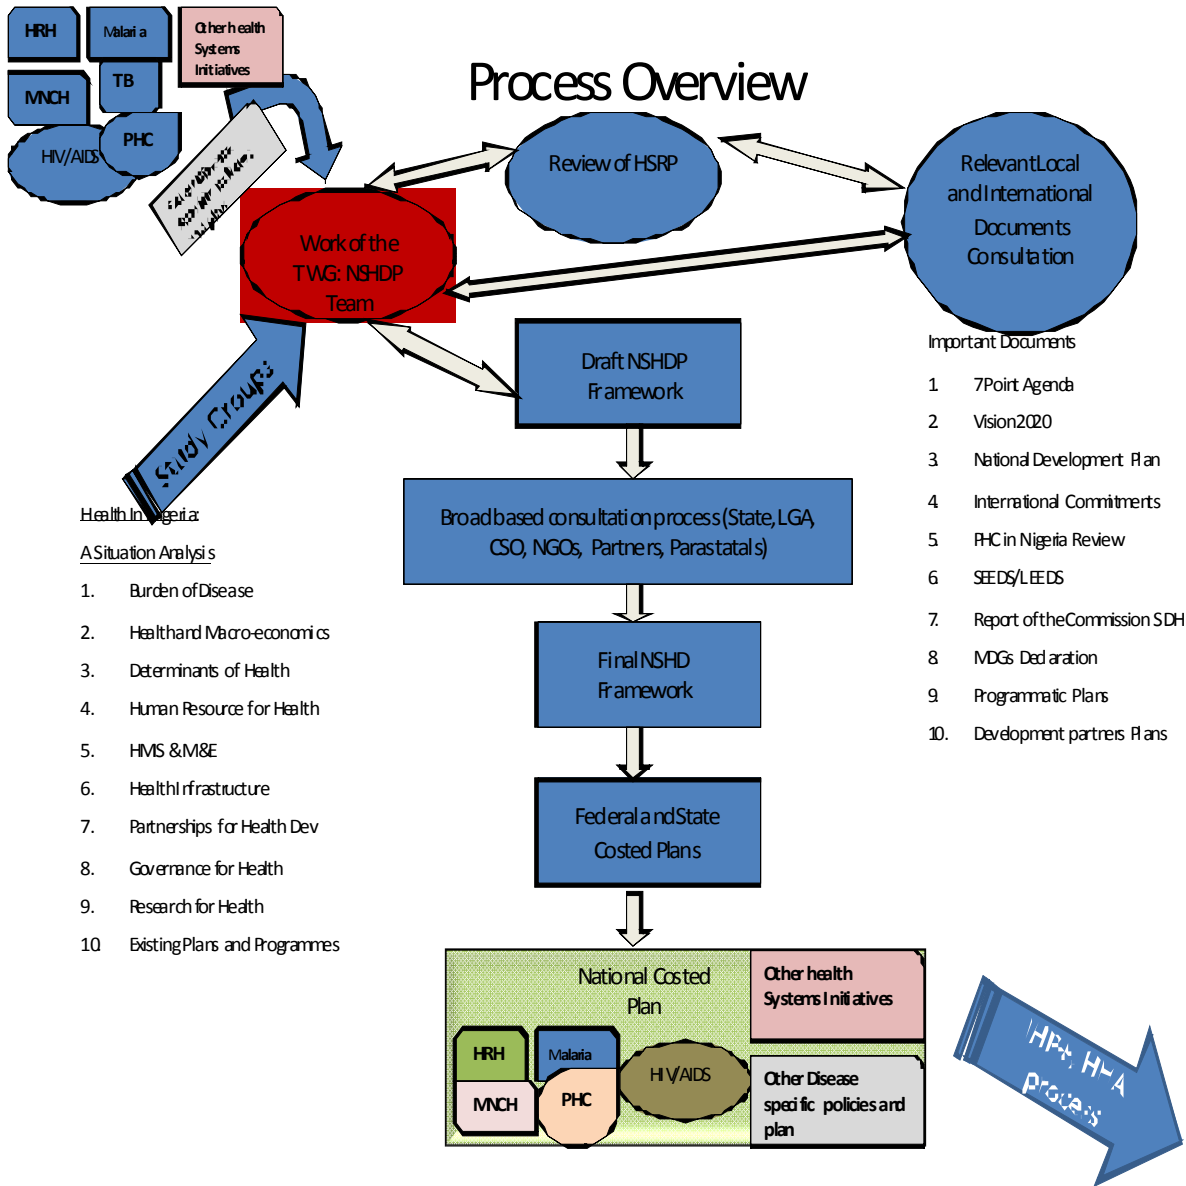 Process Overview
HRH
Malaria
Other health
Systems
Initiatives
MNCH
TB
HIV/AIDS
PHC
Review of HSRP
Relevant Local
and International
Documents
Consultation
Work of the
TWG: NSHDP
Team
Study Groups
Draft NSHDP
Framework
Broad based consultation process (State, LGA,
CSO, NGOs, Partners, Parastatals)
Final NSHD
Framework
Federal and State
Costed Plans
Important Documents
1. 7 Point Agenda
2. Vision 2020
3. National Development Plan
4. International Commitments
5. PHC in Nigeria Review
6. SEEDS/LEEDS
7. Report of the Commission SDH
8. MDGs Declaration
9. Programmatic Plans
10. Development partners Plans
Health In Nigeria:
A Situation Analysis
1. Burden of Disease
2. Health and Macro-economics
3. Determinants of Health
4. Human Resource for Health
5. HMIS & M&E
6. Health Infrastructure
7. Partnerships for Health Dev
8. Governance for Health
9. Research for Health
10. Existing Plans and Programmes
National Costed
Plan
HRH
Malaria
MNCH
PHC
HIV/AIDS
Other health
Systems Initiatives
Other Disease
specific policies and
plan
process